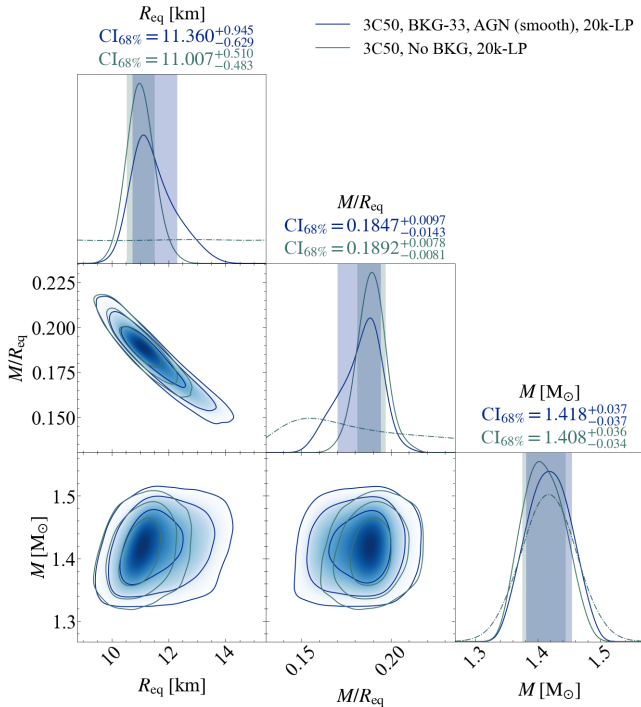 R_eq [km]
CI_68% = 11.360^{+0.945}_{-0.629}
CI_68% = 11.007^{+0.510}_{-0.483}
3C50, BKG-33, AGN (smooth), 20k-LP
3C50, No BKG, 20k-LP
M/R_eq
CI_68% = 0.1847^{+0.0097}_{-0.0143}
CI_68% = 0.1892^{+0.0078}_{-0.0081}
0.225
0.200
0.175
0.150
M/R_eq
M [M_⊙]
CI_68% = 1.418^{+0.037}_{-0.037}
CI_68% = 1.408^{+0.036}_{-0.034}
1.5
1.4
1.3
M [M_⊙]
10
12
14
R_eq [km]
0.15
0.20
M/R_eq
1.3
1.4
1.5
M [M_⊙]